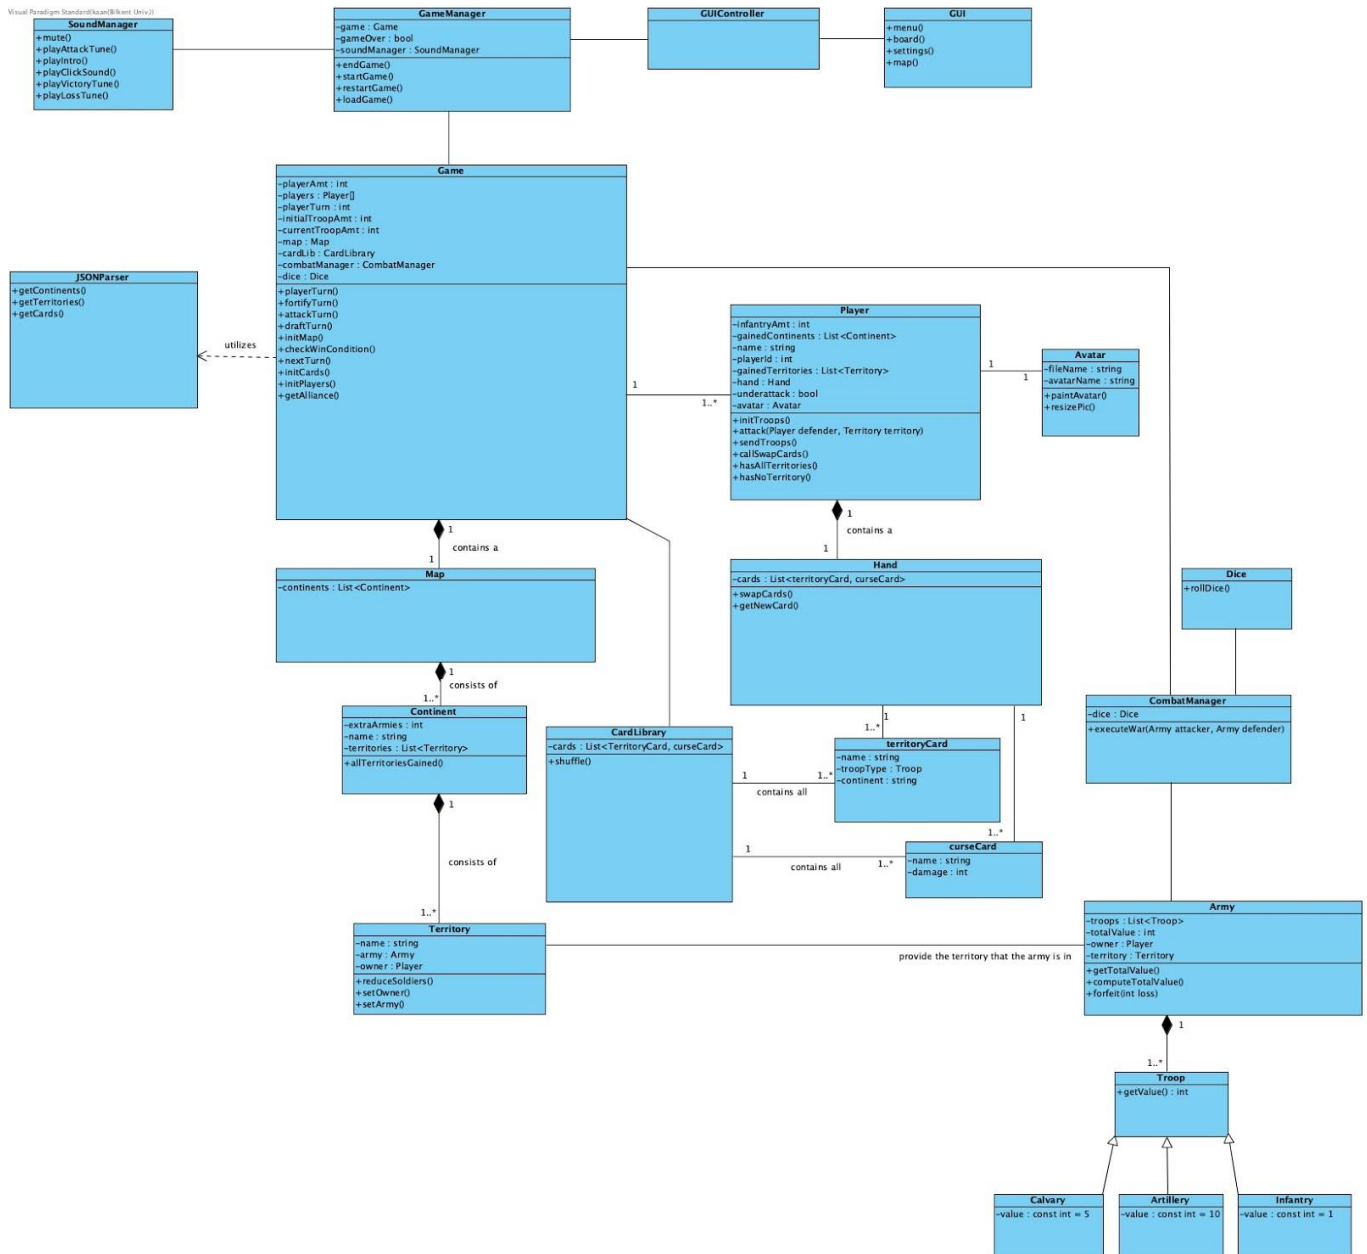 Visual Paradigm Standard(kaan(Bilkent Univ.))
SoundManager
+mute()
+playAttackTune()
+playIntro()
+playClickSound()
+playVictoryTune()
+playLossTune()
GameManager
-game : Game
-gameOver : bool
-soundManager : SoundManager
+endGame()
+startGame()
+restartGame()
+loadGame()
GUIController
GUI
+menu()
+board()
+settings()
+map()
Game
-playerAmt : int
-players : Player[]
-playerTurn : int
-initialTroopAmt : int
-currentTroopAmt : int
-map : Map
-cardLib : CardLibrary
-combatManager : CombatManager
-dice : Dice
+playerTurn()
+fortifyTurn()
+attackTurn()
+draftTurn()
+initMap()
+checkWinCondition()
+nextTurn()
+initCards()
+initPlayers()
+getAlliance()
JSONParser
+getContinents()
+getTerritories()
+getCards()
utilizes
1
1..*
Player
-infantryAmt : int
-gainedContinents : List<Continent>
-name : string
-playerId : int
-gainedTerritories : List<Territory>
-hand : Hand
-underattack : bool
-avatar : Avatar
+initTroops()
+attack(Player defender, Territory territory)
+sendTroops()
+callSwapCards()
+hasAllTerritories()
+hasNoTerritory()
1
1
Avatar
-fileName : string
-avatarName : string
+paintAvatar()
+resizePic()
1
contains a
1
1
contains a
1
Map
-continents : List<Continent>
Hand
-cards : List<territoryCard, curseCard>
+swapCards()
+getNewCard()
Dice
+rollDice()
1
consists of
1..*
Continent
-extraArmies : int
-name : string
-territories : List<Territory>
+allTerritoriesGained()
1
1..*
1
1..*
CardLibrary
-cards : List<TerritoryCard, curseCard>
+shuffle()
territoryCard
-name : string
-troopType : Troop
-continent : string
1
1..*
contains all
1
1..*
contains all
curseCard
-name : string
-damage : int
CombatManager
-dice : Dice
+executeWar(Army attacker, Army defender)
1
consists of
1..*
Territory
-name : string
-army : Army
-owner : Player
+reduceSoldiers()
+setOwner()
+setArmy()
provide the territory that the army is in
Army
-troops : List<Troop>
-totalValue : int
-owner : Player
-territory : Territory
+getTotalValue()
+computeTotalValue()
+forfeit(int loss)
1
1..*
Troop
+getValue() : int
Calvary
-value : const int = 5
Artillery
-value : const int = 10
Infantry
-value : const int = 1